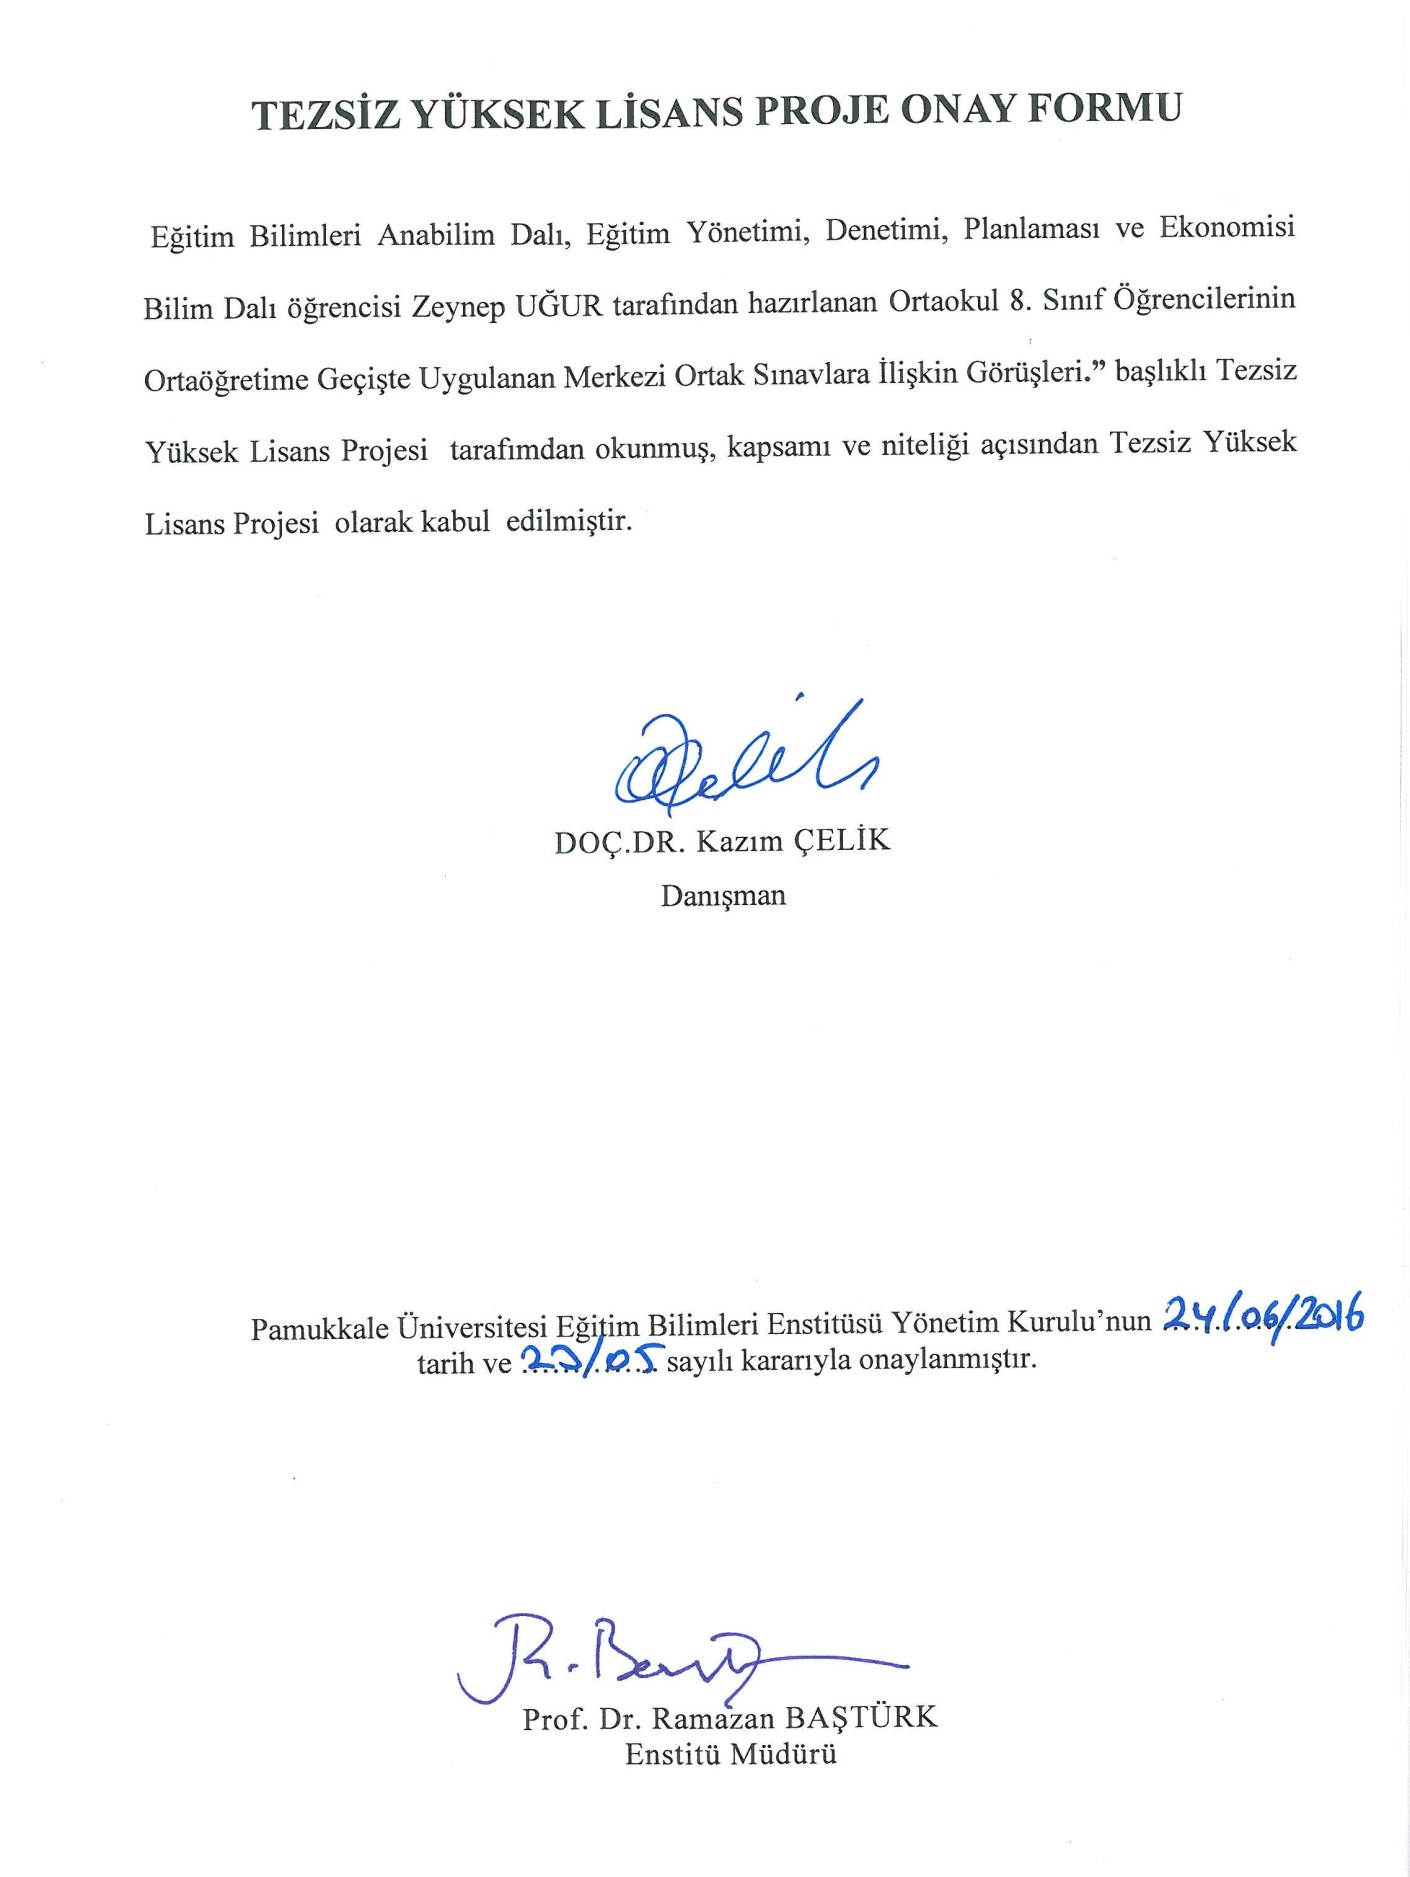 TEZSİZ YÜKSEK LİSANS PROJE ONAY FORMU
Eğitim Bilimleri Anabilim Dalı, Eğitim Yönetimi, Denetimi, Planlaması ve Ekonomisi
Bilim Dalı öğrencisi Zeynep UĞUR tarafından hazırlanan Ortaokul 8. Sınıf Öğrencilerinin
Ortaöğretime Geçişte Uygulanan Merkezi Ortak Sınavlara İlişkin Görüşleri.” başlıklı Tezsiz
Yüksek Lisans Projesi tarafımdan okunmuş, kapsamı ve niteliği açısından Tezsiz Yüksek
Lisans Projesi olarak kabul edilmiştir.
DOÇ.DR. Kazım ÇELİK
Danışman
Pamukkale Üniversitesi Eğitim Bilimleri Enstitüsü Yönetim Kurulu’nun 24/06/2016
tarih ve sayılı kararıyla onaylanmıştır.
Prof. Dr. Ramazan BAŞTÜRK
Enstitü Müdürü